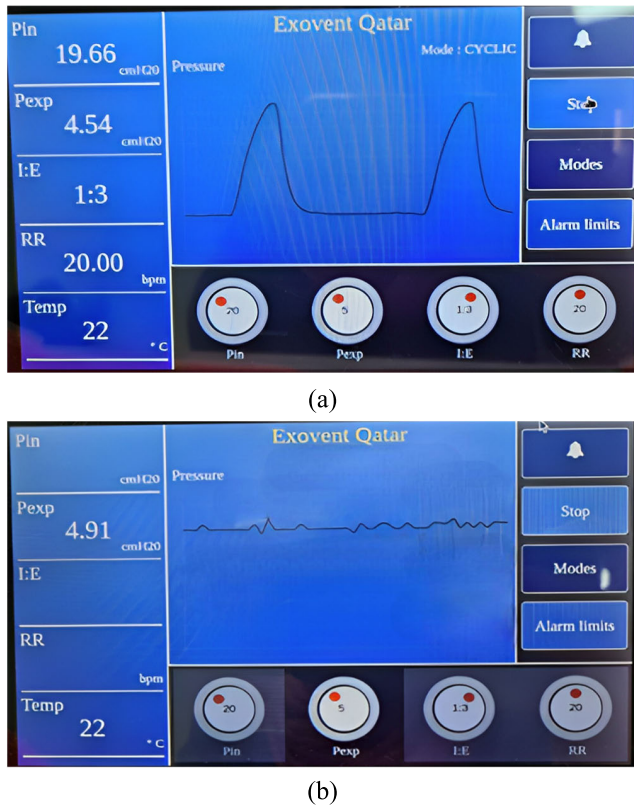 Exovent Qatar
Mode : CYCLIC
Pressure
Pin
19.66
cmH20
Pexp
4.54
cmH20
I:E
1:3
RR
20.00
bpm
Temp
22
° C
Stop
Modes
Alarm limits
20
5
1:3
20
Pin
Pexp
I:E
RR
(a)
Exovent Qatar
Pressure
Pin
cmH20
Pexp
4.91
cmH20
I:E
RR
bpm
Temp
22
° C
Stop
Modes
Alarm limits
20
5
1:3
20
Pin
Pexp
I:E
RR
(b)